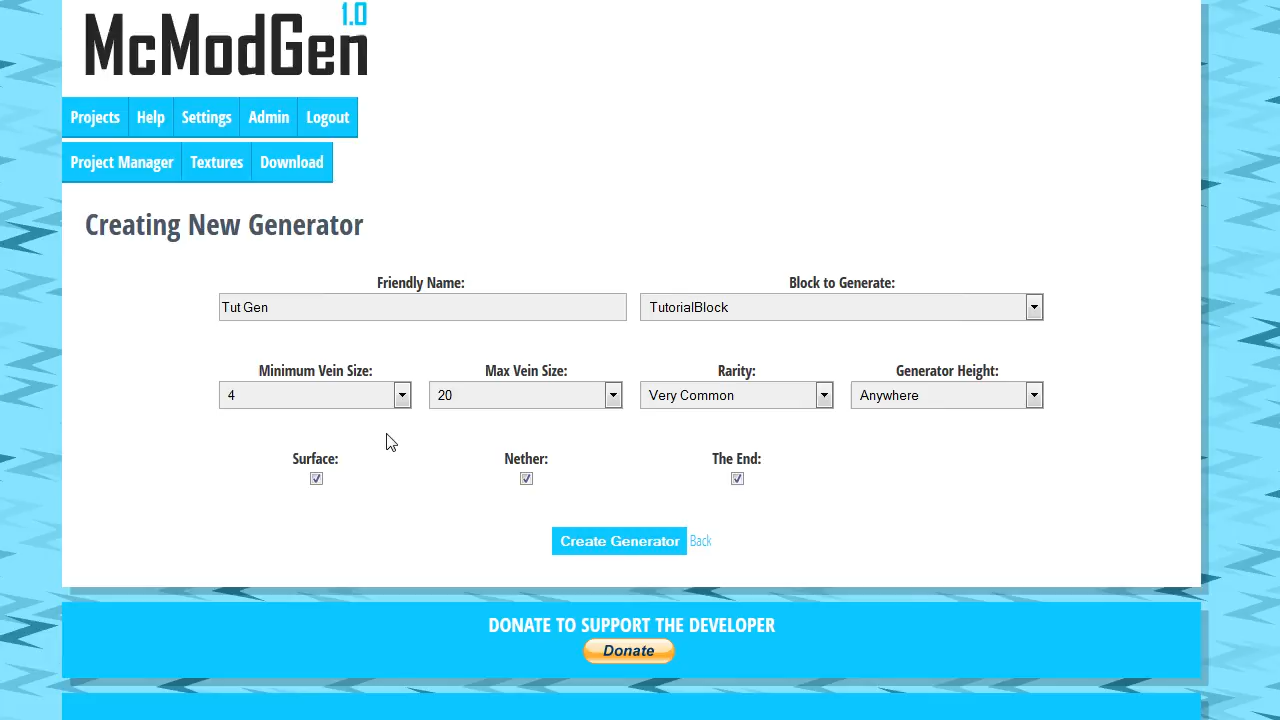 1.0
McModGen
Projects Help Settings Admin Logout
Project Manager Textures Download
Creating New Generator
Friendly Name: Block to Generate:
Tut Gen TutorialBlock
Minimum Vein Size: Max Vein Size: Rarity: Generator Height:
4 20 Very Common Anywhere
Surface: Nether: The End:
Create Generator Back
DONATE TO SUPPORT THE DEVELOPER
Donate